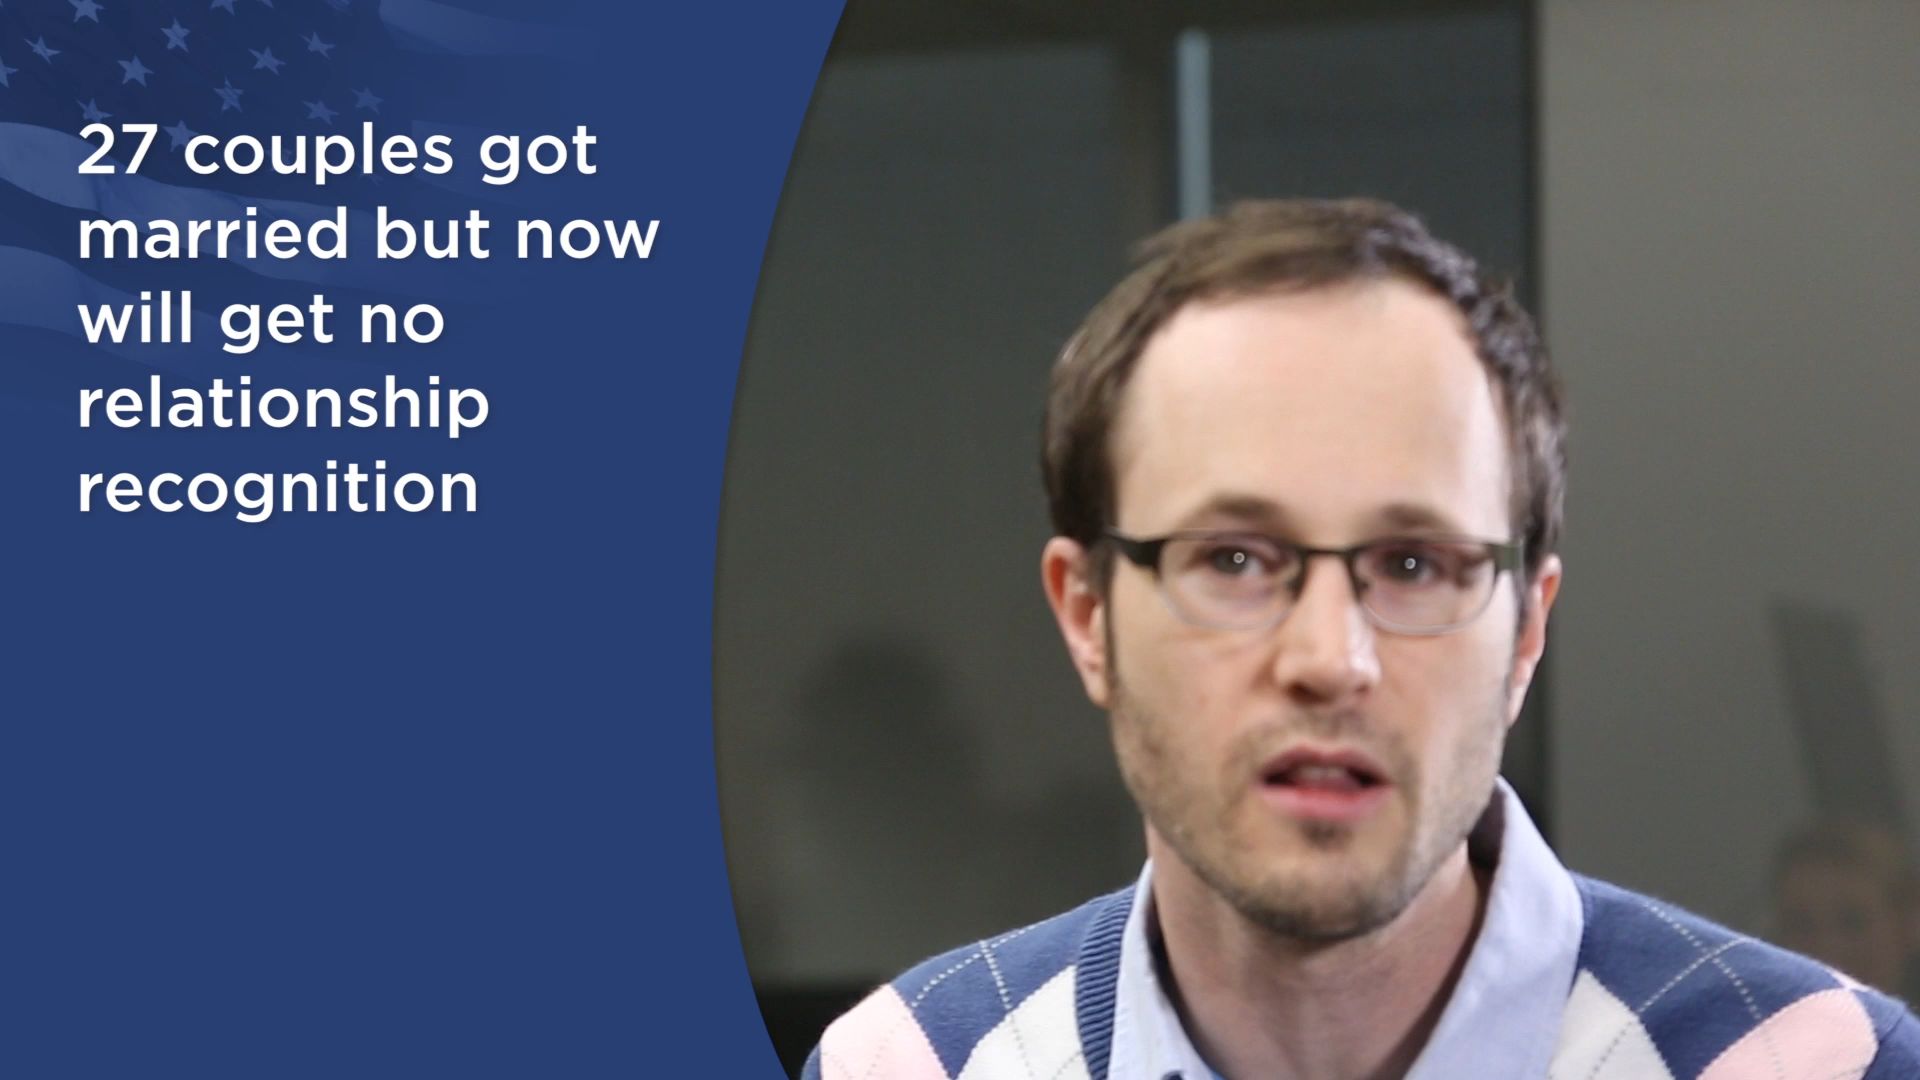 27 couples got
married but now
will get no
relationship
recognition